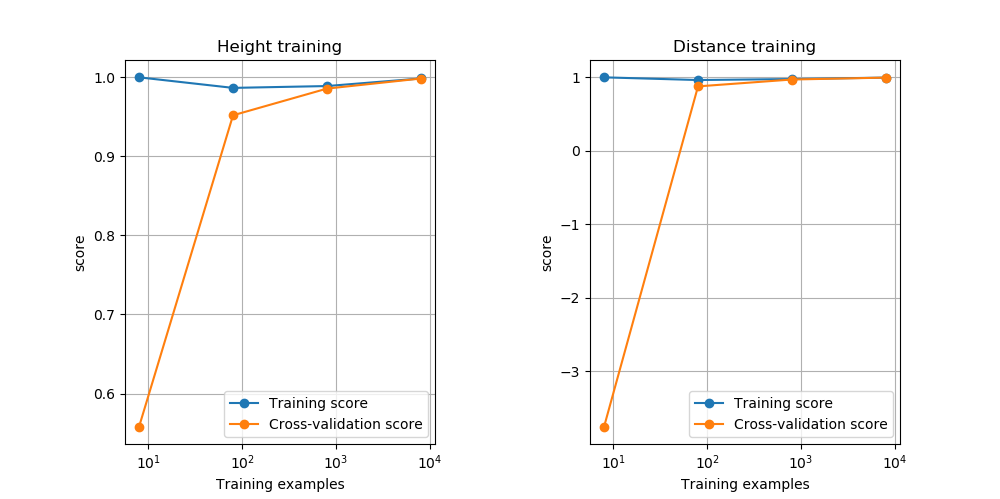 Height training
1.0
0.9
0.8
0.7
0.6
score
10¹
10²
10³
10⁴
Training examples
Training score
Cross-validation score
Distance training
1
0
−1
−2
−3
score
10¹
10²
10³
10⁴
Training examples
Training score
Cross-validation score